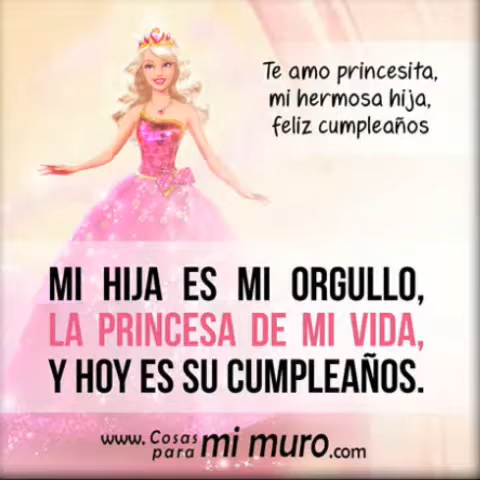 Te amo princesita,
mi hermosa hija,
feliz cumpleaños
MI HIJA ES MI ORGULLO,
LA PRINCESA DE MI VIDA,
Y HOY ES SU CUMPLEAÑOS.
www. Cosas para mi muro.com